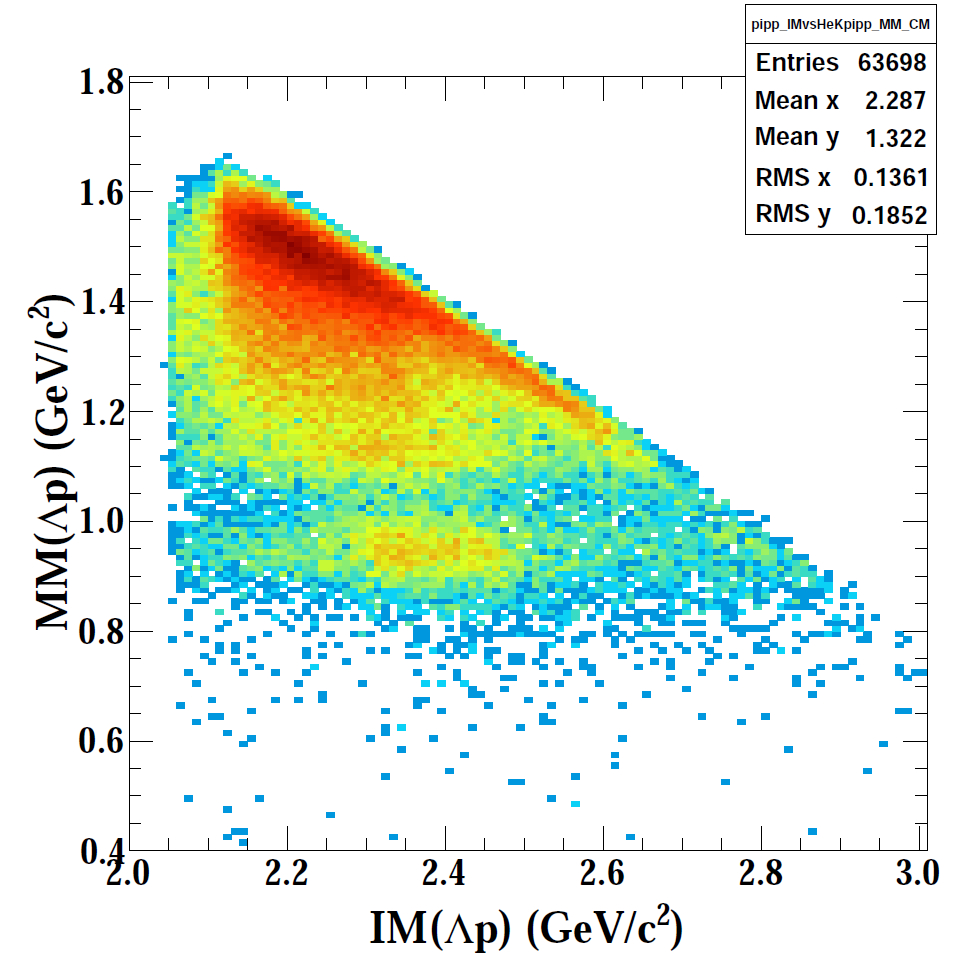 pipp_IMvsHeKpipp_MM_CM
Entries 63698
Mean x 2.287
Mean y 1.322
RMS x 0.1361
RMS y 0.1852
1.8
1.6
1.4
1.2
1.0
0.8
0.6
0.4
MM(Λp) (GeV/c²)
2.0 2.2 2.4 2.6 2.8 3.0
IM(Λp) (GeV/c²)